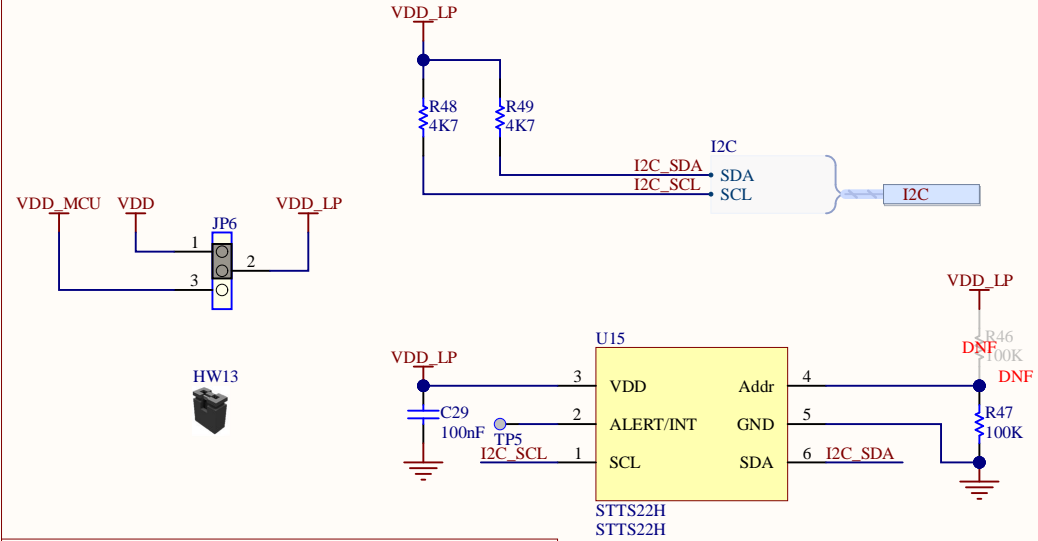 VDD_LP
R48
4K7
R49
4K7
I2C
I2C_SDA
SDA
I2C_SCL
SCL
I2C
VDD_MCU
VDD
VDD_LP
JP6
1
2
3
HW13
VDD_LP
R46
DNF
100K
DNF
R47
100K
VDD_LP
C29
100nF
TP5
I2C_SCL
U15
3
VDD
Addr
4
2
ALERT/INT
GND
5
1
SCL
SDA
6
I2C_SDA
STTS22H
STTS22H